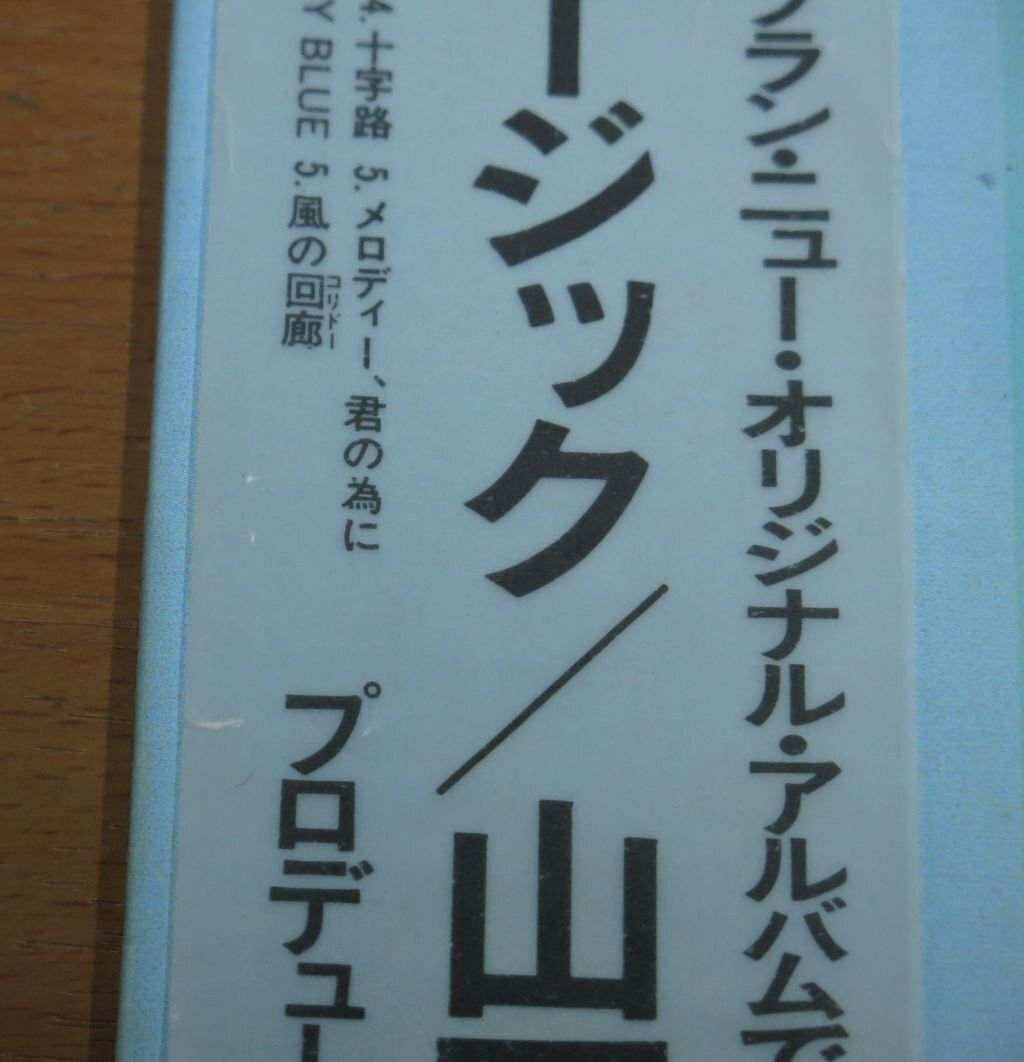 ラン・ニュー・オリジナル・アルバムで
ージック/山
4. 十字路 5. メロディー、君の為に
Y BLUE 5. 風の回廊
コリドー
プロデュー